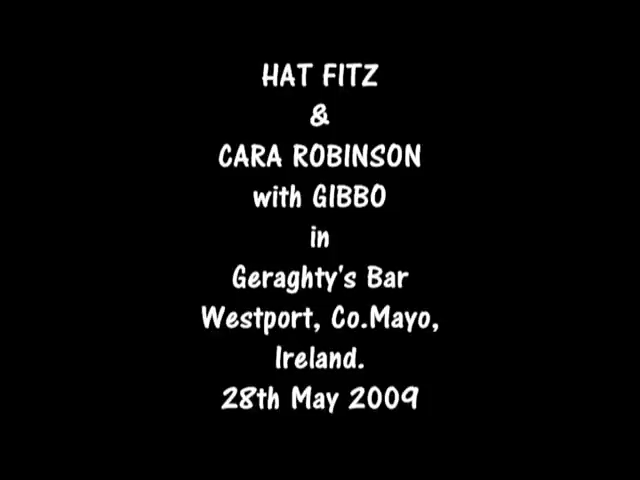 HAT FITZ
&
CARA ROBINSON
with GIBBO
in
Geraghty's Bar
Westport, Co.Mayo,
Ireland.
28th May 2009